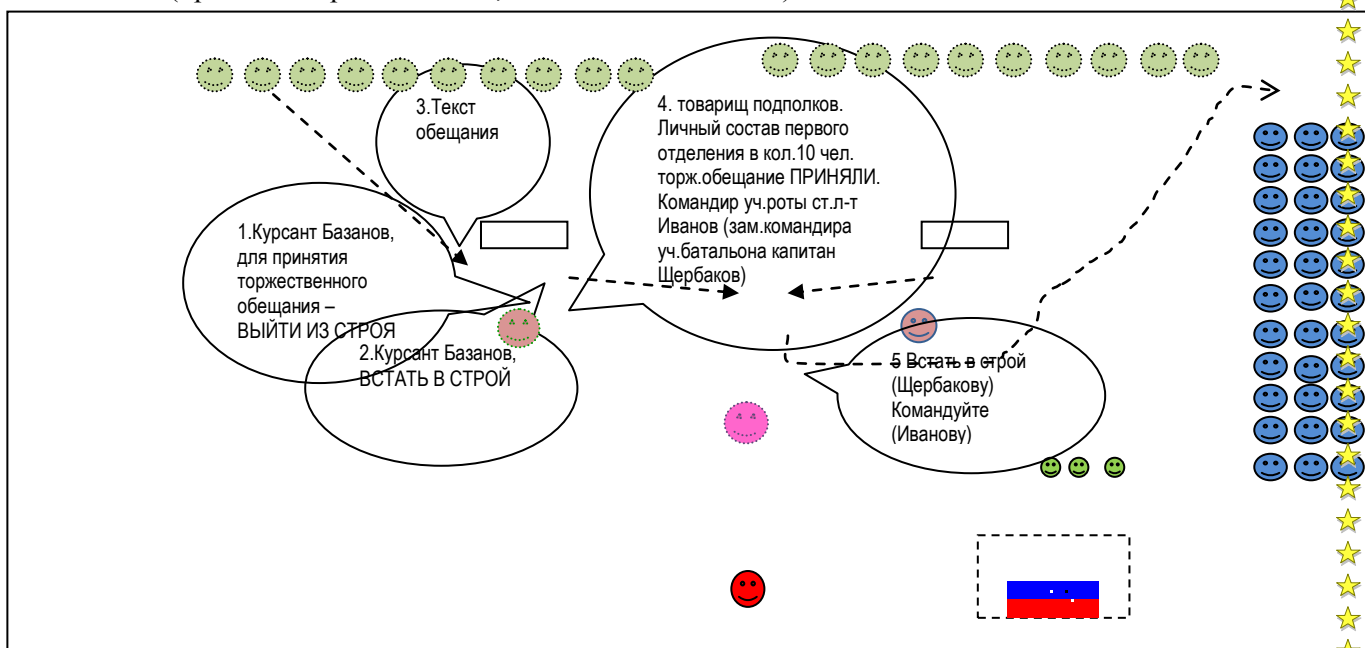 3.Текст
обещания
4. товарищ подполков.
Личный состав первого
отделения в кол.10 чел.
торж.обещание ПРИНЯЛИ.
Командир уч.роты ст.л-т
Иванов (зам.командира
уч.батальона капитан
Щербаков)
1.Курсант Базанов,
для принятия
торжественного
обещания –
ВЫЙТИ ИЗ СТРОЯ
2.Курсант Базанов,
ВСТАТЬ В СТРОЙ
5 Встать в строй
(Щербакову)
Командуйте
(Иванову)